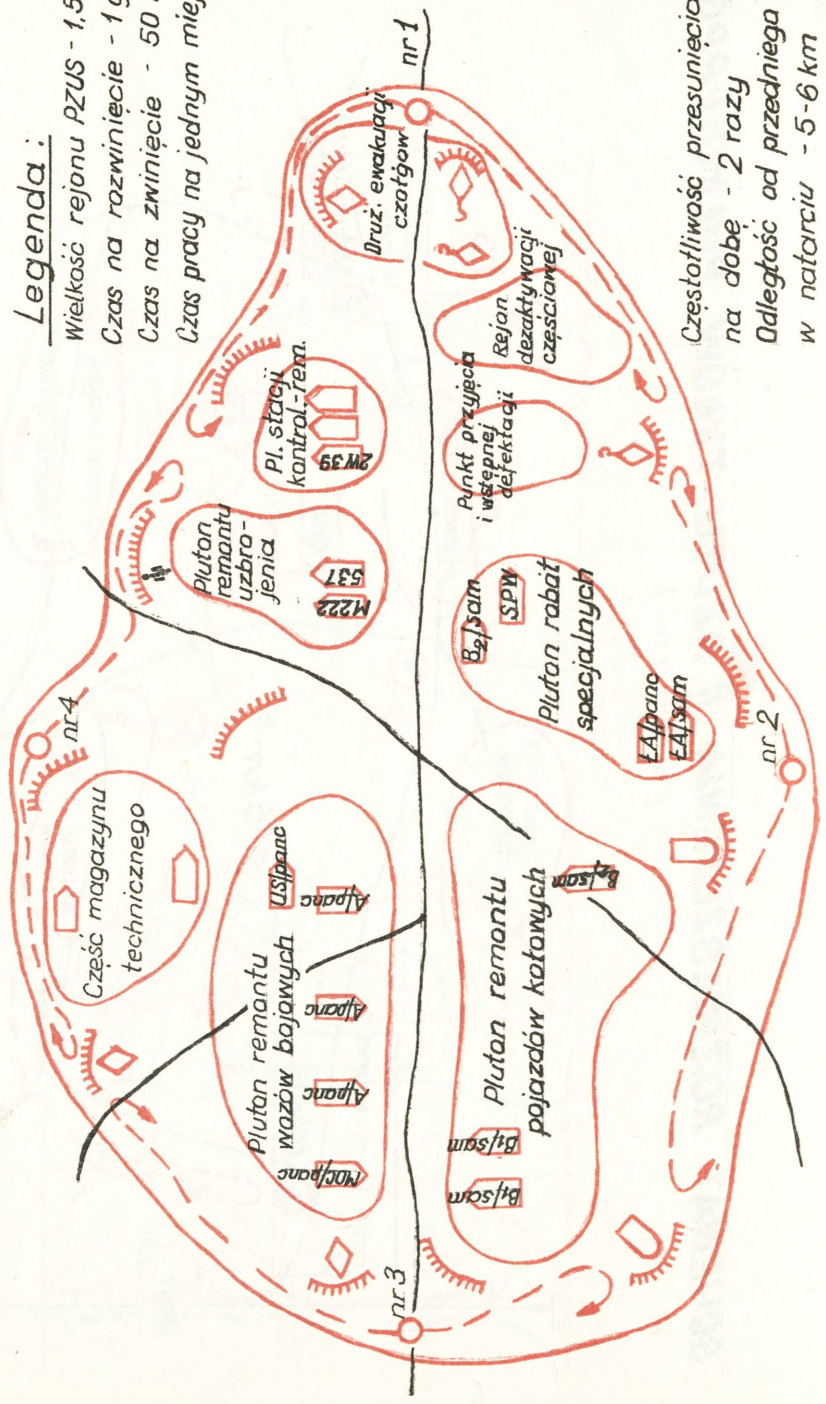 Legenda:
Wielkość rejonu PZUS - 1,5
Czas na rozwinięcie - 1 g
Czas na zwinięcie - 50
Czas pracy na jednym miej
nr 4
Część magazynu
technicznego
Pluton remontu
wozów bojowych
MOC/panc
A/panc
A/panc
A/panc
US/panc
Pluton
remontu
uzbro-
jenia
M222
537
Pl. stacji
kontrol.-rem.
2W39
Druż. ewakuacji
czołgów
nr 1
nr 3
Pluton remontu
pojazdów kołowych
B1/sam
B1/sam
B2/sam
B2/sam
SPW
Pluton robót
specjalnych
ŁA/panc
ŁA/sam
Punkt przyjęcia
i wstępnej
defektacji
Rejon
dezaktywacji
częściowej
nr 2
Częstotliwość przesunięcia
na dobę - 2 razy
Odległość od przedniego
w natarciu - 5-6 km